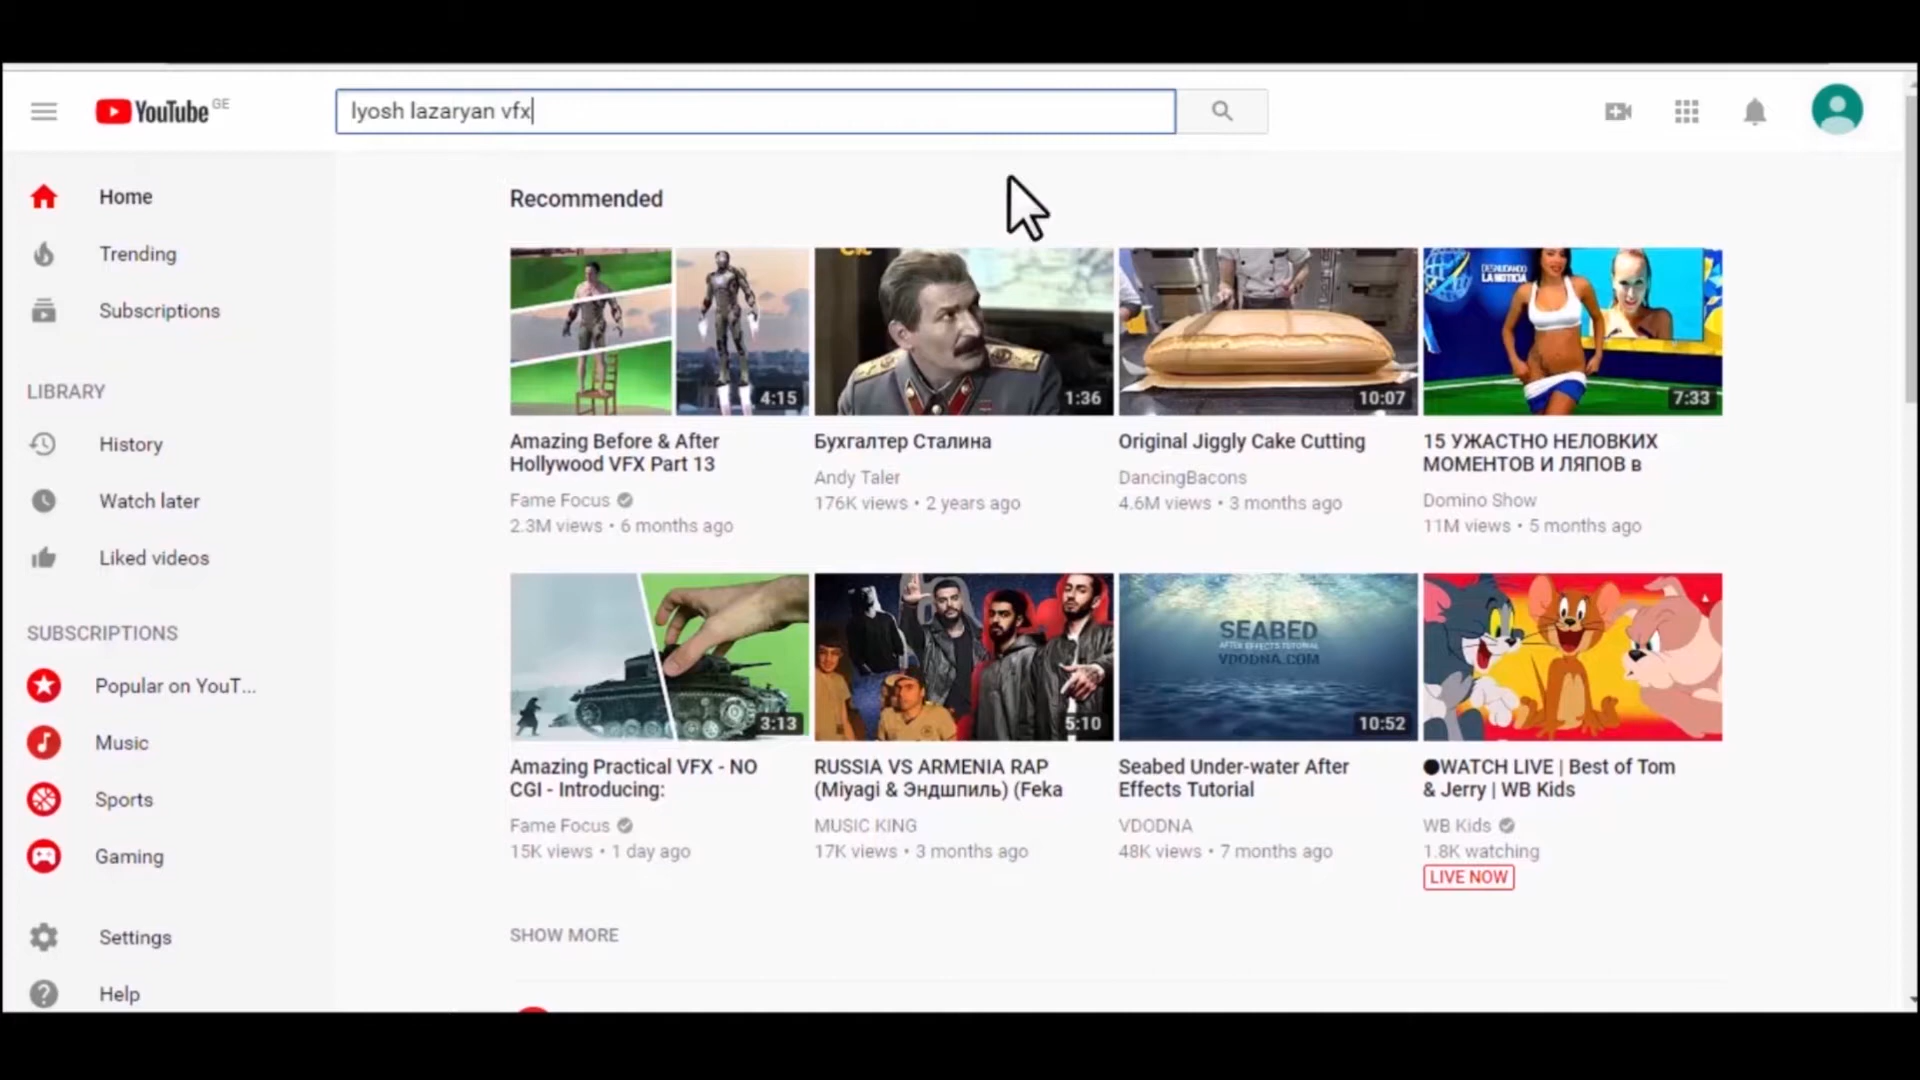 YouTube GE
lyosh lazaryan vfx
Home
Trending
Subscriptions
LIBRARY
History
Watch later
Liked videos
SUBSCRIPTIONS
Popular on YouT...
Music
Sports
Gaming
Settings
Help
Recommended
4:15
Amazing Before & After
Hollywood VFX Part 13
Fame Focus
2.3M views • 6 months ago
1:36
Бухгалтер Сталина
Andy Taler
176K views • 2 years ago
10:07
Original Jiggly Cake Cutting
DancingBacons
4.6M views • 3 months ago
DESNUDANDO
LA NOTICIA
7:33
15 УЖАСТНО НЕЛОВКИХ
МОМЕНТОВ И ЛЯПОВ в
Domino Show
11M views • 5 months ago
3:13
Amazing Practical VFX - NO
CGI - Introducing:
Fame Focus
15K views • 1 day ago
5:10
RUSSIA VS ARMENIA RAP
(Miyagi & Эндшпиль) (Feka
MUSIC KING
17K views • 3 months ago
SEABED
AFTER EFFECTS TUTORIAL
VDODNA.COM
10:52
Seabed Under-water After
Effects Tutorial
VDODNA
48K views • 7 months ago
●WATCH LIVE | Best of Tom
& Jerry | WB Kids
WB Kids
1.8K watching
LIVE NOW
SHOW MORE